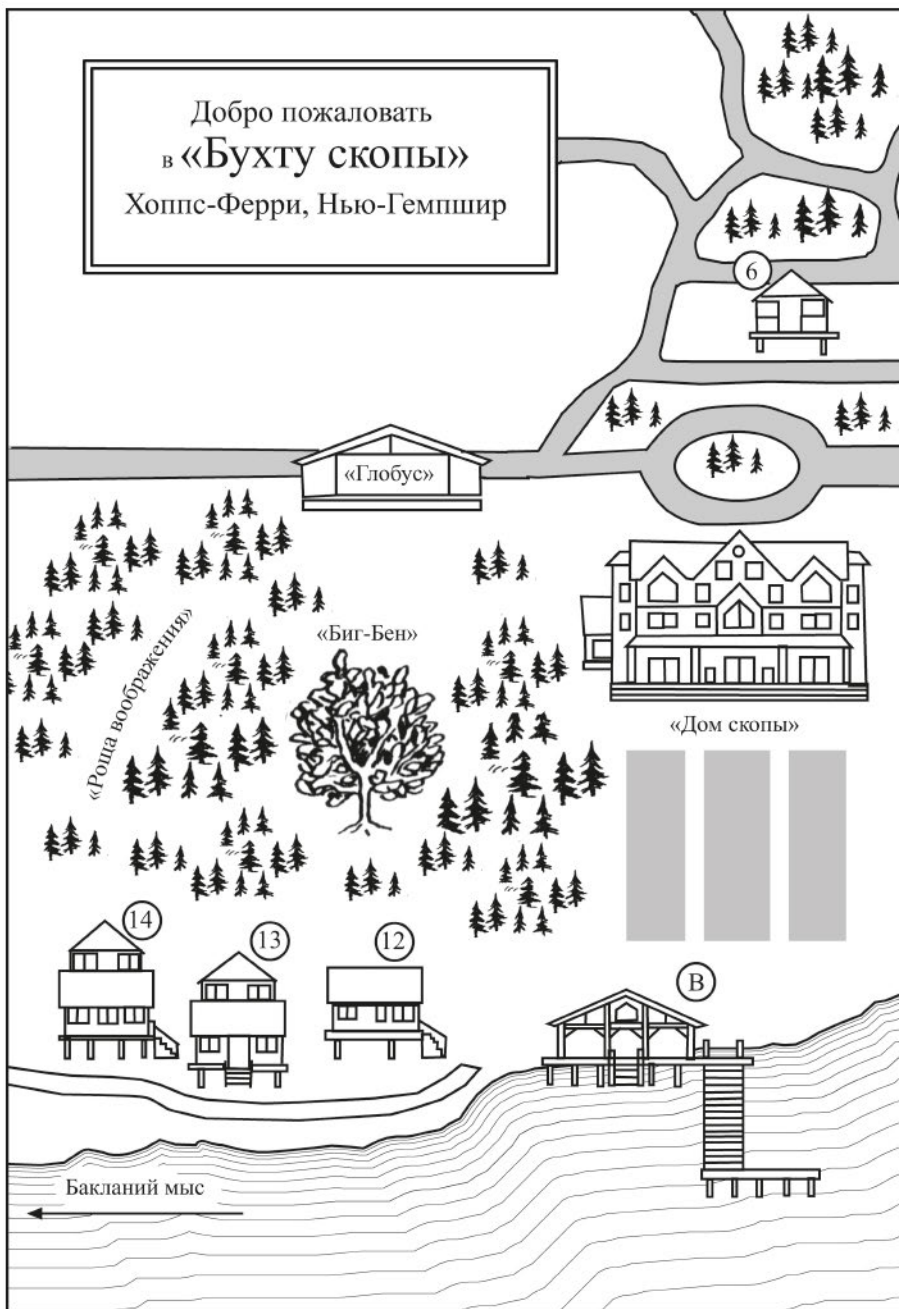 Добро пожаловать
в «Бухту скопы»
Хоппс-Ферри, Нью-Гемпшир
6
«Глобус»
«Биг-Бен»
«Роща воображения»
«Дом скопы»
14
13
12
В
Бакланий мыс